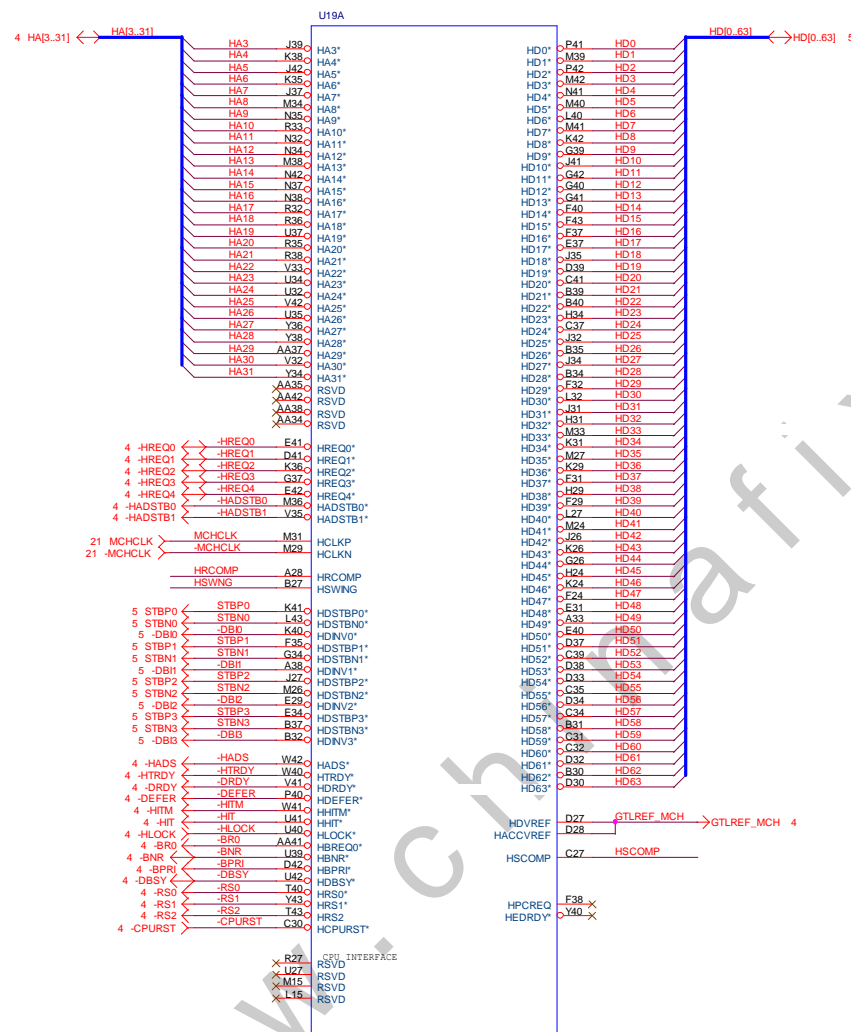 U19A
4 HA[3..31] HA[3..31] HD[0..63] HD[0..63] 5
HA3 J39 HA3* HD0* P41 HD0
HA4 K38 HA4* HD1* M39 HD1
HA5 J42 HA5* HD2* P42 HD2
HA6 K35 HA6* HD3* M42 HD3
HA7 J37 HA7* HD4* N41 HD4
HA8 M34 HA8* HD5* M40 HD5
HA9 N35 HA9* HD6* L40 HD6
HA10 R33 HA10* HD7* M41 HD7
HA11 N32 HA11* HD8* K42 HD8
HA12 N34 HA12* HD9* G39 HD9
HA13 M38 HA13* HD10* J41 HD10
HA14 N42 HA14* HD11* G42 HD11
HA15 N37 HA15* HD12* G40 HD12
HA16 N38 HA16* HD13* G41 HD13
HA17 R32 HA17* HD14* F40 HD14
HA18 R36 HA18* HD15* F43 HD15
HA19 U37 HA19* HD16* F37 HD16
HA20 R35 HA20* HD17* E37 HD17
HA21 R38 HA21* HD18* J35 HD18
HA22 V33 HA22* HD19* D39 HD19
HA23 U34 HA23* HD20* C41 HD20
HA24 U32 HA24* HD21* B39 HD21
HA25 V42 HA25* HD22* B40 HD22
HA26 U35 HA26* HD23* H34 HD23
HA27 Y36 HA27* HD24* C37 HD24
HA28 Y38 HA28* HD25* J32 HD25
HA29 AA37 HA29* HD26* B35 HD26
HA30 V32 HA30* HD27* J34 HD27
HA31 Y34 HA31* HD28* B34 HD28
AA35 RSVD HD29* F32 HD29
AA42 RSVD HD30* L32 HD30
AA38 RSVD HD31* J31 HD31
AA34 RSVD HD32* H31 HD32
HD33* M33 HD33
4 -HREQ0 -HREQ0 E41 HREQ0* HD34* K31 HD34
4 -HREQ1 -HREQ1 D41 HREQ1* HD35* M27 HD35
4 -HREQ2 -HREQ2 K36 HREQ2* HD36* K29 HD36
4 -HREQ3 -HREQ3 G37 HREQ3* HD37* F31 HD37
4 -HREQ4 -HREQ4 E42 HREQ4* HD38* H29 HD38
4 -HADSTB0 -HADSTB0 M36 HADSTB0* HD39* F29 HD39
4 -HADSTB1 -HADSTB1 V35 HADSTB1* HD40* L27 HD40
HD41* M24 HD41
21 MCHCLK MCHCLK M31 HCLKP HD42* J26 HD42
21 -MCHCLK -MCHCLK M29 HCLKN HD43* K26 HD43
HD44* G26 HD44
HRCOMP A28 HRCOMP HD45* H24 HD45
HSWNG B27 HSWING HD46* K24 HD46
HD47* F24 HD47
5 STBP0 STBP0 K41 HDSTBP0* HD48* E31 HD48
5 STBN0 STBN0 L43 HDSTBN0* HD49* A33 HD49
5 -DBI0 -DBI0 K40 HDINV0* HD50* E40 HD50
5 STBP1 STBP1 F35 HDSTBP1* HD51* D37 HD51
5 STBN1 STBN1 G34 HDSTBN1* HD52* C39 HD52
5 -DBI1 -DBI1 A38 HDINV1* HD53* D38 HD53
5 STBP2 STBP2 J27 HDSTBP2* HD54* D33 HD54
5 STBN2 STBN2 M26 HDSTBN2* HD55* C35 HD55
5 -DBI2 -DBI2 E29 HDINV2* HD56* D34 HD56
5 STBP3 STBP3 E34 HDSTBP3* HD57* C34 HD57
5 STBN3 STBN3 B37 HDSTBN3* HD58* B31 HD58
5 -DBI3 -DBI3 B32 HDINV3* HD59* C31 HD59
HD60* C32 HD60
4 -HADS -HADS W42 HADS* HD61* D32 HD61
4 -HTRDY -HTRDY W40 HTRDY* HD62* B30 HD62
4 -DRDY -DRDY V41 HDRDY* HD63* D30 HD63
4 -DEFER -DEFER P40 HDEFER*
4 -HITM -HITM W41 HHITM*
4 -HIT -HIT U41 HHIT* HDVREF D27 GTLREF_MCH GTLREF_MCH 4
4 -HLOCK -HLOCK U40 HLOCK* HACCVREF D28
4 -BR0 -BR0 AA41 HBREQ0*
4 -BNR -BNR U39 HBNR* HSCOMP C27 HSCOMP
4 -BPRI -BPRI D42 HBPRI*
4 -DBSY -DBSY U42 HDBSY*
4 -RS0 -RS0 T40 HRS0*
4 -RS1 -RS1 Y43 HRS1* HPCREQ F38
4 -RS2 -RS2 T43 HRS2 HEDRDY* Y40
4 -CPURST -CPURST C30 HCPURST*
CPU_INTERFACE
R27 RSVD
U27 RSVD
M15 RSVD
L15 RSVD
w.chinafi